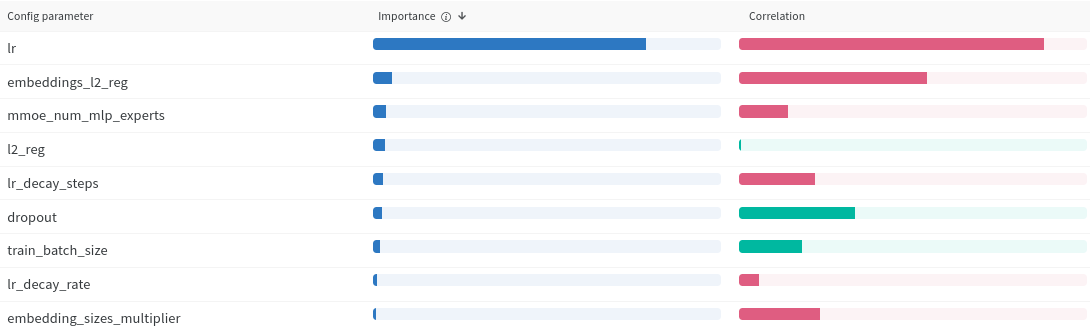 Config parameter Importance Correlation
lr
embeddings_l2_reg
mmoe_num_mlp_experts
l2_reg
lr_decay_steps
dropout
train_batch_size
lr_decay_rate
embedding_sizes_multiplier